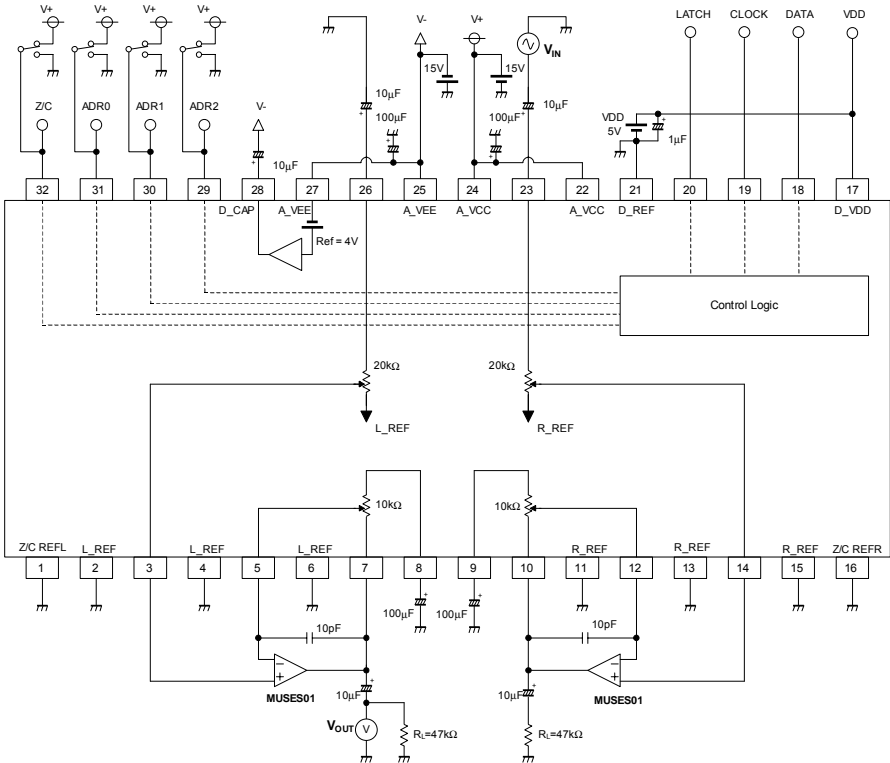 V+ V+ V+ V+
V- V+ LATCH CLOCK DATA VDD
VIN
15V 15V
Z/C ADR0 ADR1 ADR2
V-
10μF 10μF
100μF 100μF
VDD
5V
1μF
10μF
32 31 30 29 28 27 26 25 24 23 22 21 20 19 18 17
D_CAP A_VEE A_VEE A_VCC A_VCC D_REF D_VDD
Ref = 4V
Control Logic
20kΩ 20kΩ
L_REF R_REF
10kΩ 10kΩ
Z/C REFL L_REF L_REF L_REF R_REF R_REF R_REF Z/C REFR
1 2 3 4 5 6 7 8 9 10 11 12 13 14 15 16
100μF 100μF
10pF 10pF
MUSES01 MUSES01
10μF 10μF
VOUT V RL=47kΩ RL=47kΩ